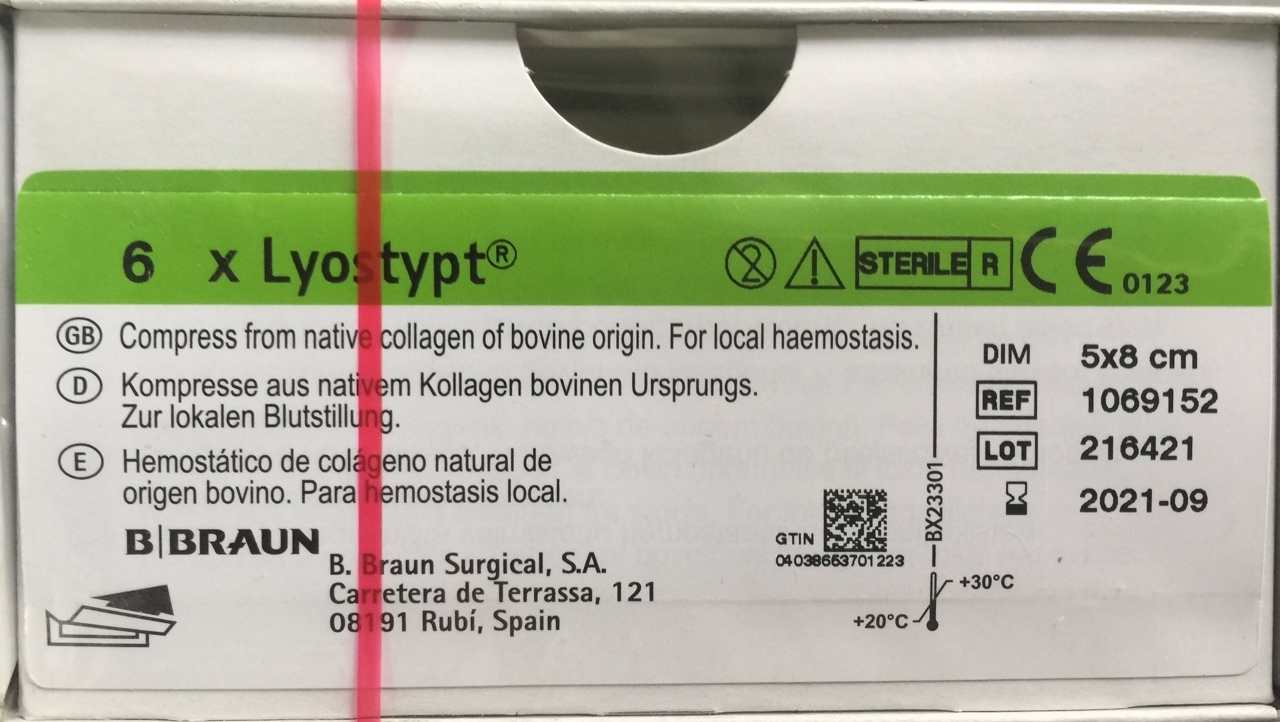 6 x Lyostypt®
2 STERILE R CE 0123
GB Compress from native collagen of bovine origin. For local haemostasis.
D Kompresse aus nativem Kollagen bovinen Ursprungs.
Zur lokalen Blutstillung.
E Hemostático de colágeno natural de
origen bovino. Para hemostasis local.
B|BRAUN
B. Braun Surgical, S.A.
Carretera de Terrassa, 121
08191 Rubí, Spain
GTIN
04038653701223
BX23301
DIM 5x8 cm
REF 1069152
LOT 216421
2021-09
+30°C
+20°C